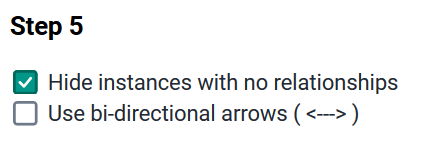 Step 5
Hide instances with no relationships
Use bi-directional arrows ( <---> )